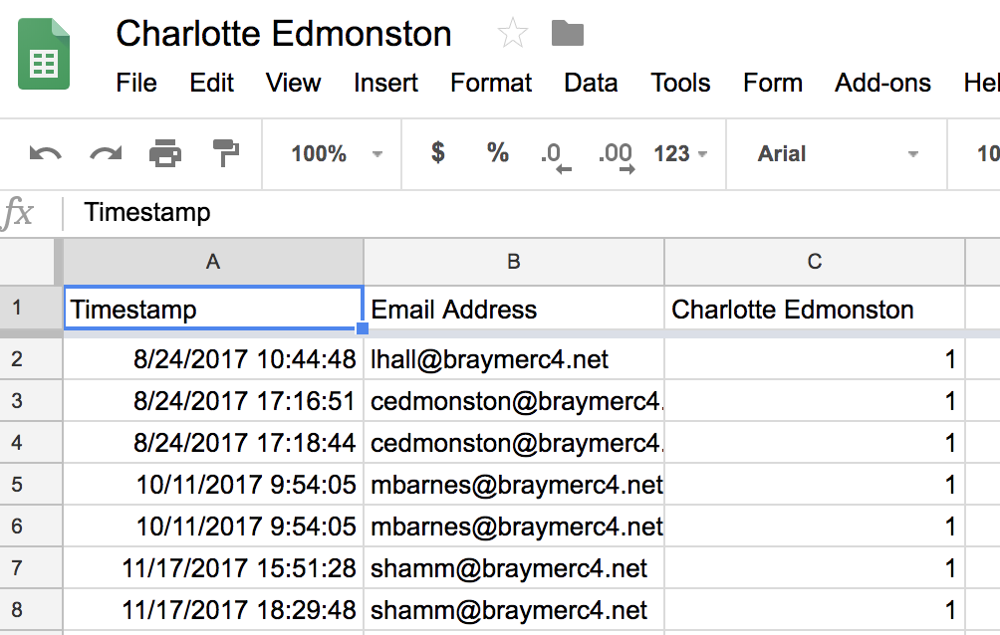 Charlotte Edmonston
File Edit View Insert Format Data Tools Form Add-ons Hel
100% $ % .0 .00 123 Arial 10
fx Timestamp
A B C
1 Timestamp Email Address Charlotte Edmonston
2 8/24/2017 10:44:48 lhall@braymerc4.net 1
3 8/24/2017 17:16:51 cedmonston@braymerc4. 1
4 8/24/2017 17:18:44 cedmonston@braymerc4. 1
5 10/11/2017 9:54:05 mbarnes@braymerc4.net 1
6 10/11/2017 9:54:05 mbarnes@braymerc4.net 1
7 11/17/2017 15:51:28 shamm@braymerc4.net 1
8 11/17/2017 18:29:48 shamm@braymerc4.net 1